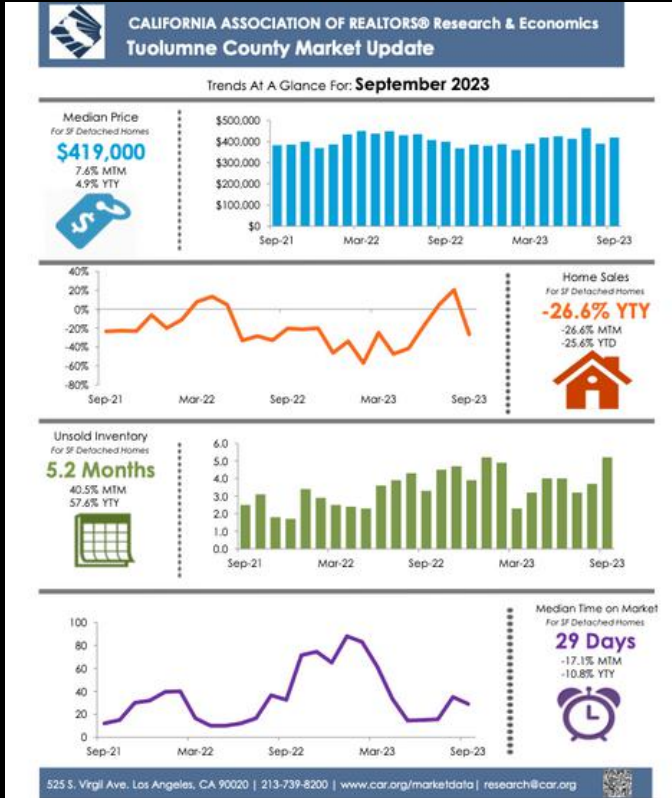 CALIFORNIA ASSOCIATION OF REALTORS® Research & Economics
Tuolumne County Market Update
Trends At A Glance For: September 2023
Median Price
For SF Detached Homes
$419,000
7.6% MTM
4.9% YTY
$
$500,000
$400,000
$300,000
$200,000
$100,000
$0
Sep-21 Mar-22 Sep-22 Mar-23 Sep-23
40%
20%
0%
-20%
-40%
-60%
-80%
Sep-21 Mar-22 Sep-22 Mar-23 Sep-23
Home Sales
For SF Detached Homes
-26.6% YTY
-26.6% MTM
-25.6% YTD
Unsold Inventory
For SF Detached Homes
5.2 Months
40.5% MTM
57.6% YTY
6.0
5.0
4.0
3.0
2.0
1.0
0.0
Sep-21 Mar-22 Sep-22 Mar-23 Sep-23
100
80
60
40
20
0
Sep-21 Mar-22 Sep-22 Mar-23 Sep-23
Median Time on Market
For SF Detached Homes
29 Days
-17.1% MTM
-10.8% YTY
525 S. Virgil Ave. Los Angeles, CA 90020 | 213-739-8200 | www.car.org/marketdata| research@car.org